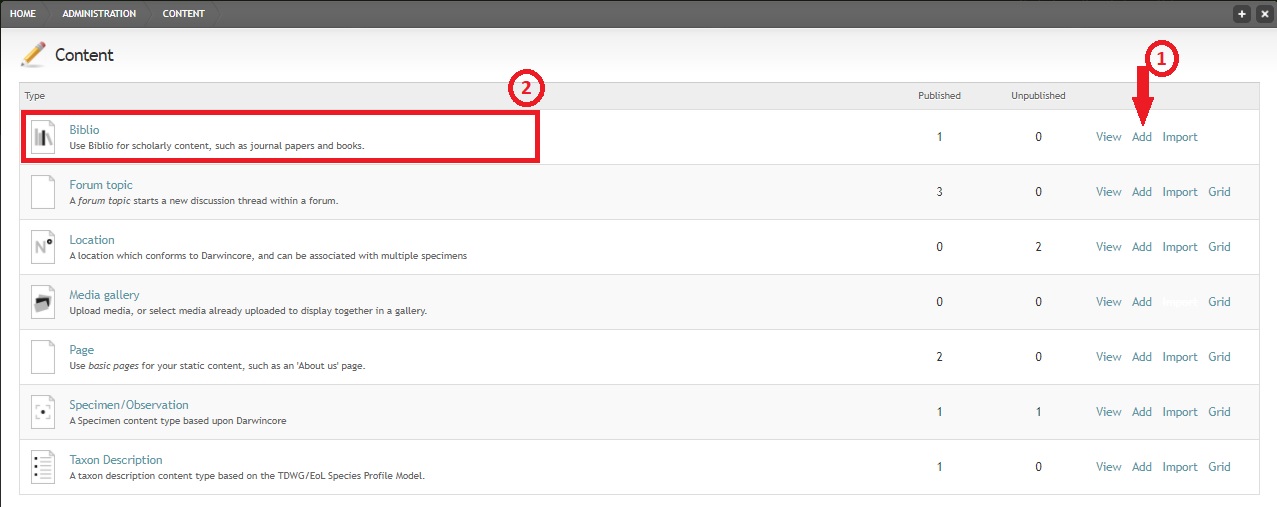 HOME ADMINISTRATION CONTENT
Content
1
2
Type Published Unpublished
Biblio
Use Biblio for scholarly content, such as journal papers and books.
1 0 View Add Import
Forum topic
A forum topic starts a new discussion thread within a forum.
3 0 View Add Import Grid
Location
A location which conforms to Darwincore, and can be associated with multiple specimens
0 2 View Add Import Grid
Media gallery
Upload media, or select media already uploaded to display together in a gallery.
0 0 View Add Import Grid
Page
Use basic pages for your static content, such as an 'About us' page.
2 0 View Add Import Grid
Specimen/Observation
A Specimen content type based upon Darwincore
1 1 View Add Import Grid
Taxon Description
A taxon description content type based on the TDWG/EoL Species Profile Model.
1 0 View Add Import Grid